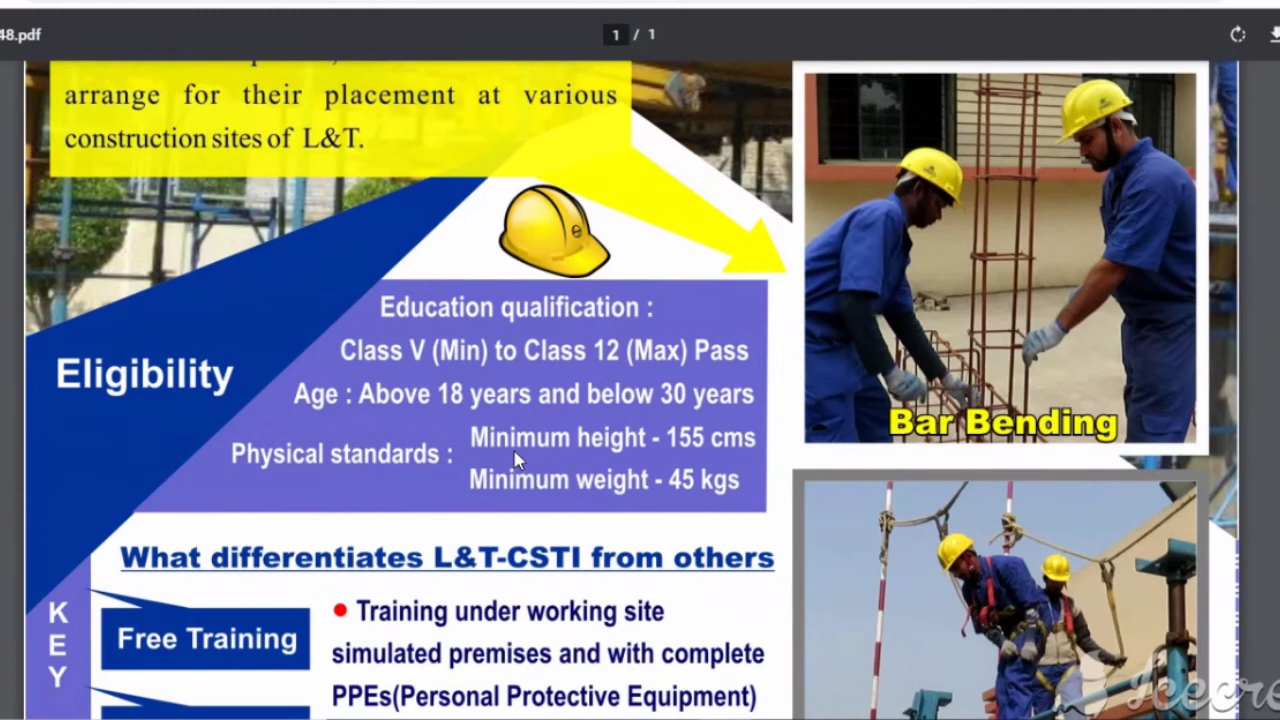 48.pdf
1 / 1
arrange for their placement at various
construction sites of L&T.
Education qualification :
Class V (Min) to Class 12 (Max) Pass
Eligibility
Age : Above 18 years and below 30 years
Physical standards :
Minimum height - 155 cms
Minimum weight - 45 kgs
Bar Bending
What differentiates L&T-CSTI from others
KEY
Free Training
Training under working site
simulated premises and with complete
PPEs(Personal Protective Equipment)